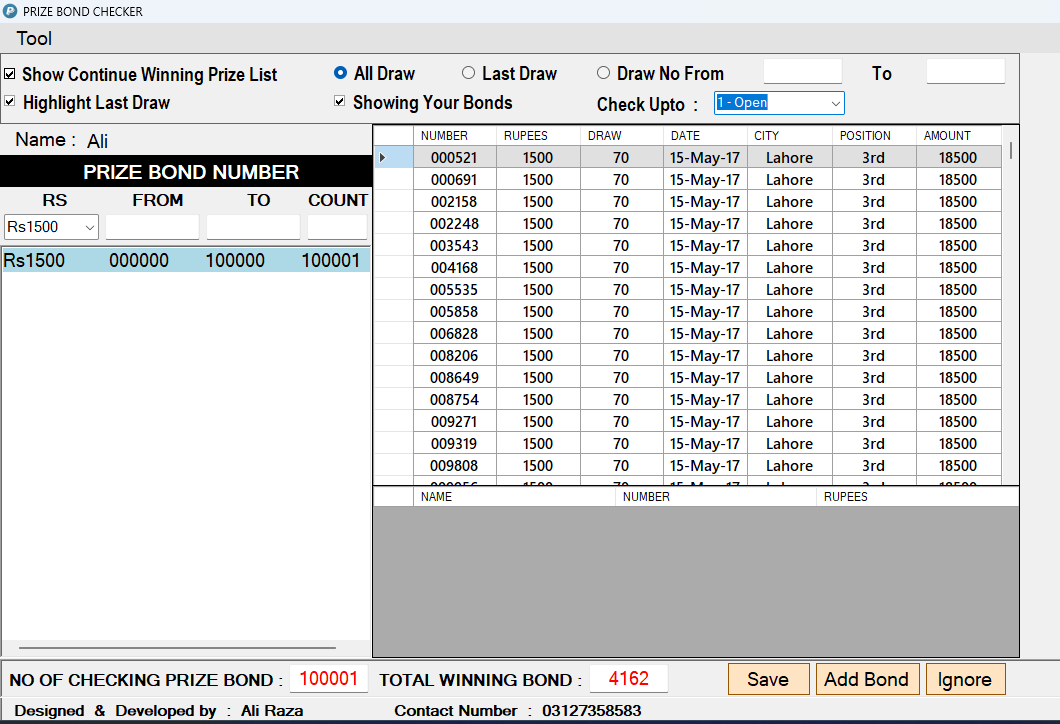 PRIZE BOND CHECKER
Tool
Show Continue Winning Prize List All Draw Last Draw Draw No From To
Highlight Last Draw Showing Your Bonds Check Upto : 1 - Open
Name : Ali
PRIZE BOND NUMBER
RS FROM TO COUNT
Rs1500
Rs1500 000000 100000 100001
NUMBER RUPEES DRAW DATE CITY POSITION AMOUNT
000521 1500 70 15-May-17 Lahore 3rd 18500
000691 1500 70 15-May-17 Lahore 3rd 18500
002158 1500 70 15-May-17 Lahore 3rd 18500
002248 1500 70 15-May-17 Lahore 3rd 18500
003543 1500 70 15-May-17 Lahore 3rd 18500
004168 1500 70 15-May-17 Lahore 3rd 18500
005535 1500 70 15-May-17 Lahore 3rd 18500
005858 1500 70 15-May-17 Lahore 3rd 18500
006828 1500 70 15-May-17 Lahore 3rd 18500
008206 1500 70 15-May-17 Lahore 3rd 18500
008649 1500 70 15-May-17 Lahore 3rd 18500
008754 1500 70 15-May-17 Lahore 3rd 18500
009271 1500 70 15-May-17 Lahore 3rd 18500
009319 1500 70 15-May-17 Lahore 3rd 18500
009808 1500 70 15-May-17 Lahore 3rd 18500
NAME NUMBER RUPEES
NO OF CHECKING PRIZE BOND : 100001 TOTAL WINNING BOND : 4162 Save Add Bond Ignore
Designed & Developed by : Ali Raza Contact Number : 03127358583